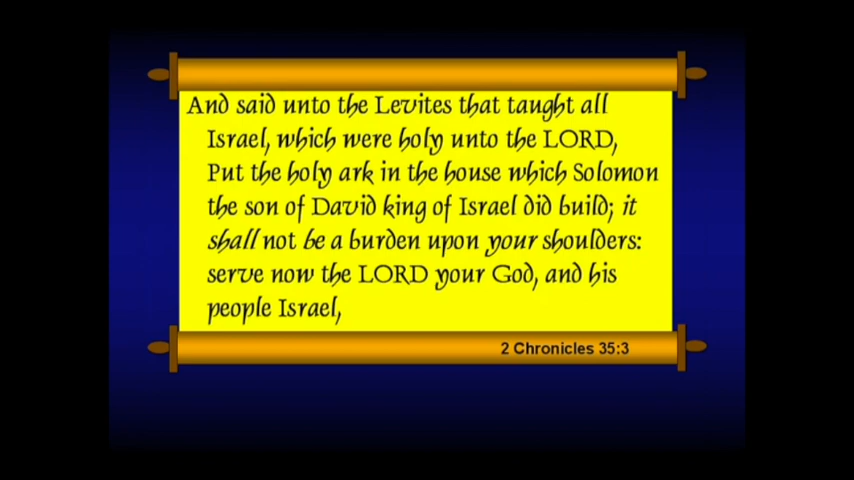 And said unto the Levites that taught all
Israel, which were holy unto the LORD,
Put the holy ark in the house which Solomon
the son of David king of Israel did build; it
shall not be a burden upon your shoulders:
serve now the LORD your God, and his
people Israel,
2 Chronicles 35:3